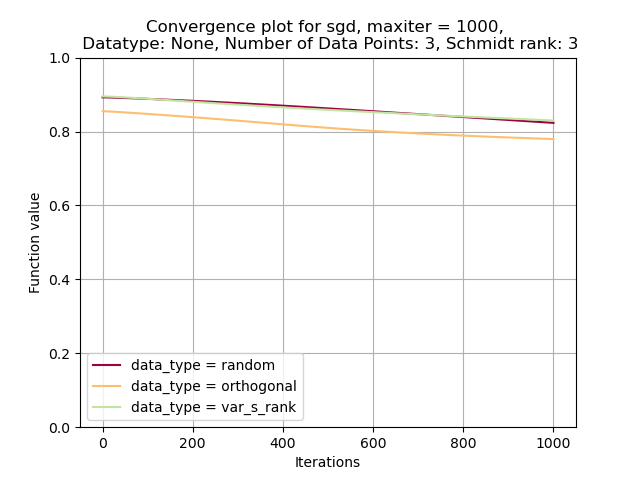 Convergence plot for sgd, maxiter = 1000,
Datatype: None, Number of Data Points: 3, Schmidt rank: 3
1.0
0.8
0.6
0.4
0.2
0.0
Function value
data_type = random
data_type = orthogonal
data_type = var_s_rank
0 200 400 600 800 1000
Iterations